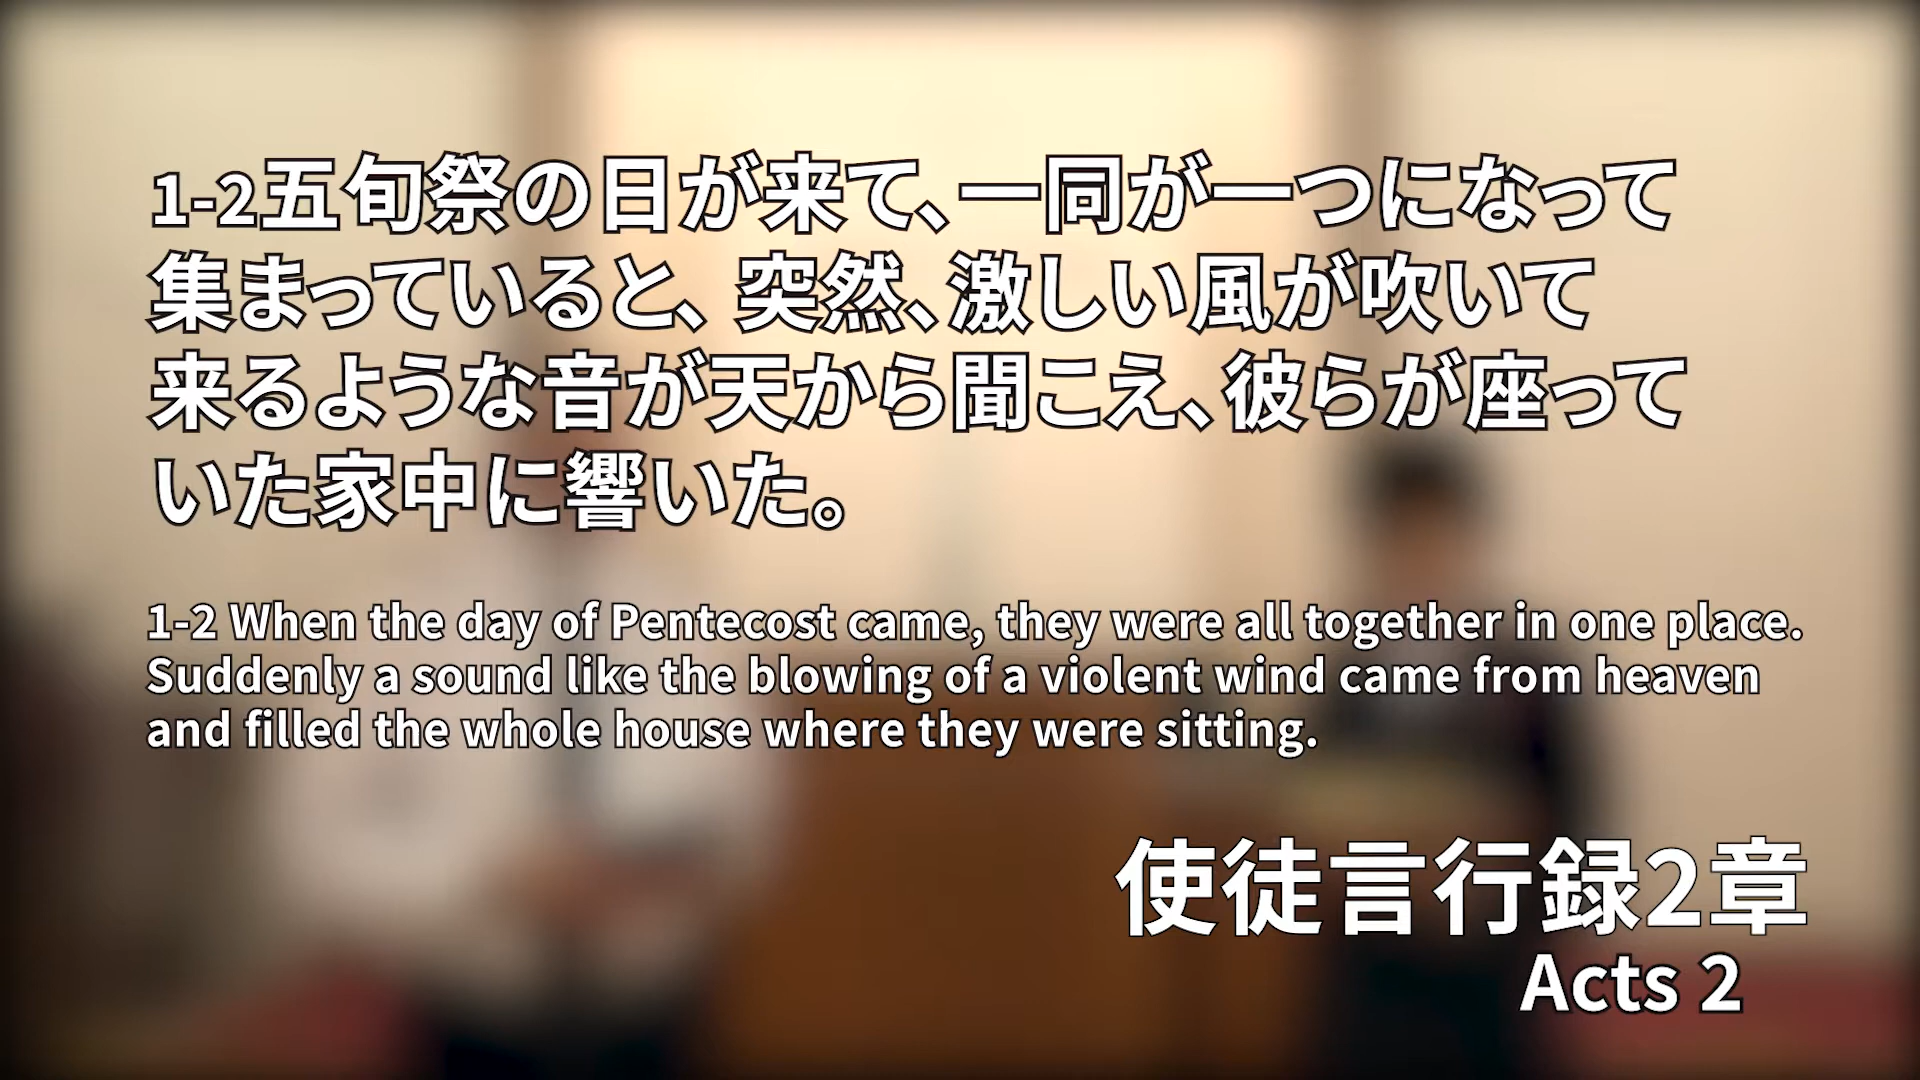 1-2五旬祭の日が来て、一同が一つになって
集まっていると、突然、激しい風が吹いて
来るような音が天から聞こえ、彼らが座って
いた家中に響いた。
1-2 When the day of Pentecost came, they were all together in one place.
Suddenly a sound like the blowing of a violent wind came from heaven
and filled the whole house where they were sitting.
使徒言行録2章
Acts 2